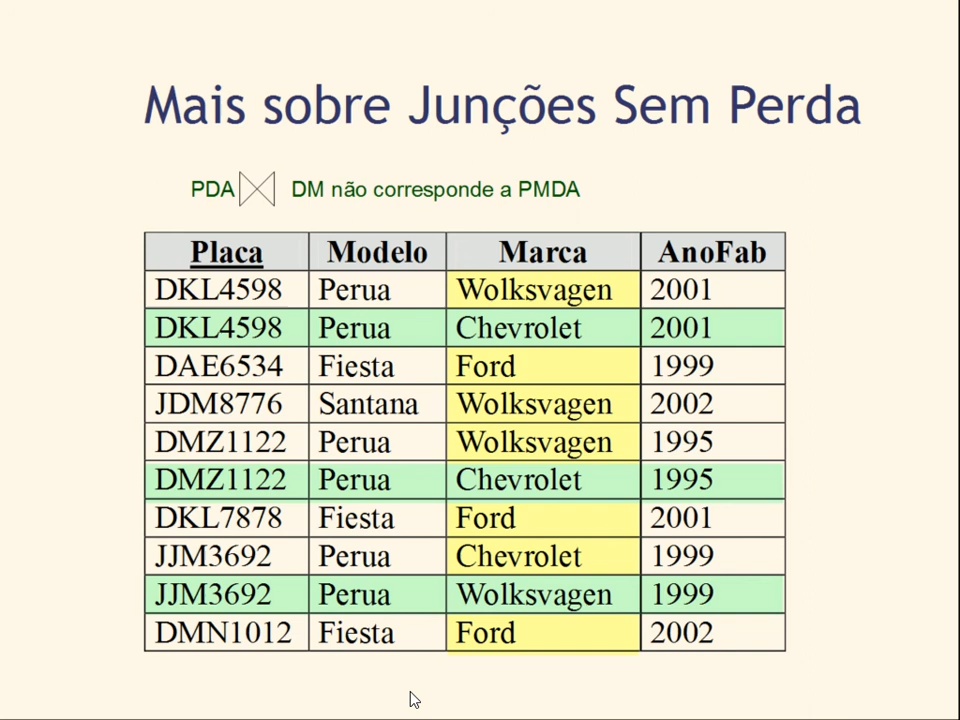 Mais sobre Junções Sem Perda
PDA DM não corresponde a PMDA
Placa Modelo Marca AnoFab
DKL4598 Perua Wolksvagen 2001
DKL4598 Perua Chevrolet 2001
DAE6534 Fiesta Ford 1999
JDM8776 Santana Wolksvagen 2002
DMZ1122 Perua Wolksvagen 1995
DMZ1122 Perua Chevrolet 1995
DKL7878 Fiesta Ford 2001
JJM3692 Perua Chevrolet 1999
JJM3692 Perua Wolksvagen 1999
DMN1012 Fiesta Ford 2002